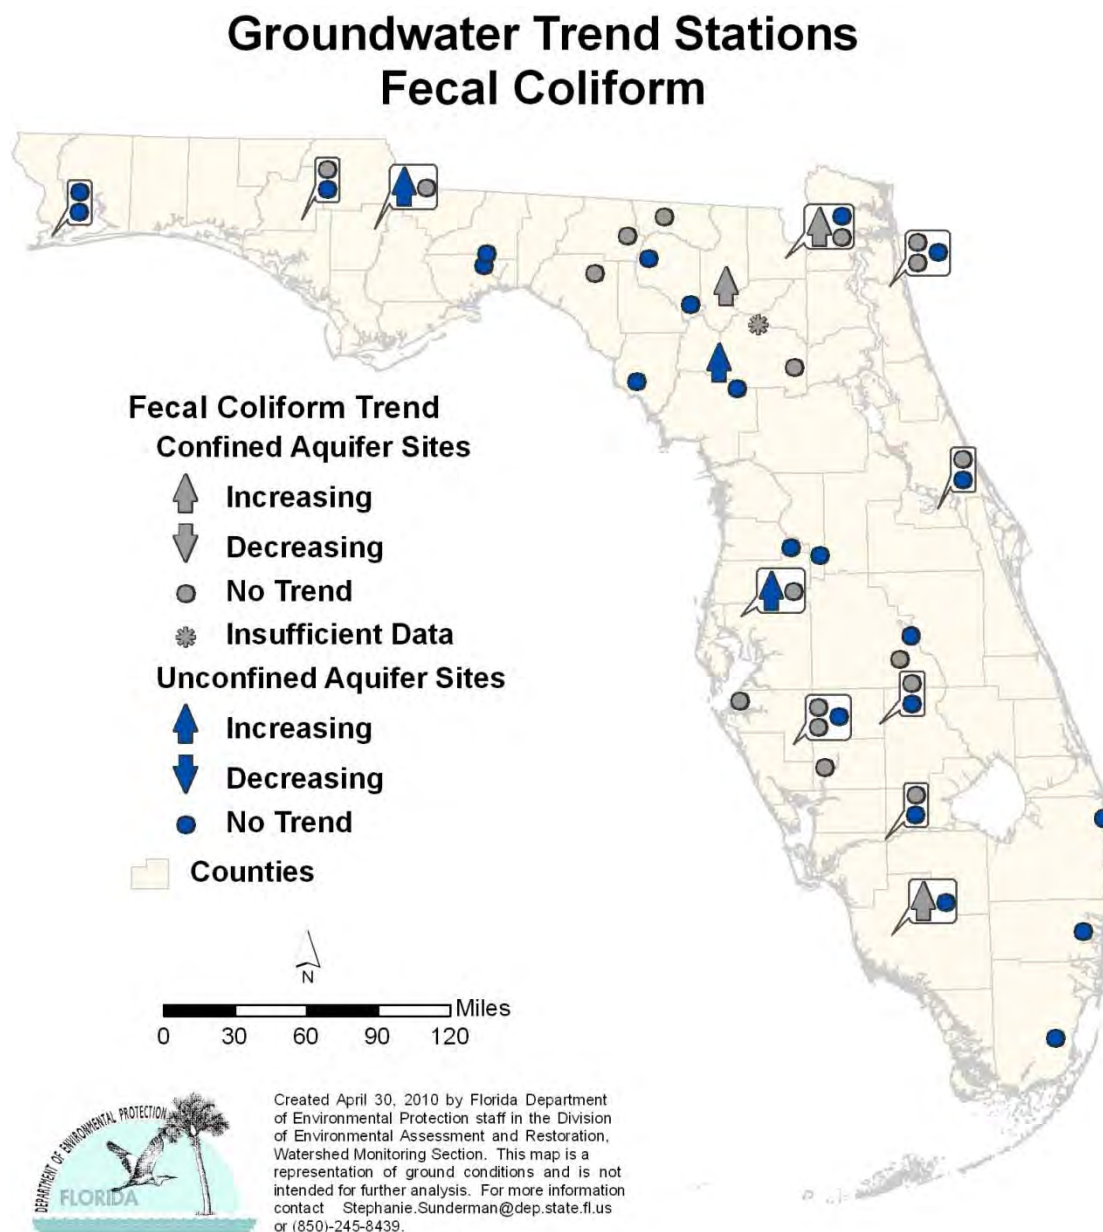 Groundwater Trend Stations
Fecal Coliform
Fecal Coliform Trend
Confined Aquifer Sites
Increasing
Decreasing
No Trend
Insufficient Data
Unconfined Aquifer Sites
Increasing
Decreasing
No Trend
Counties
N
Miles
0 30 60 90 120
DEPARTMENT OF ENVIRONMENTAL PROTECTION
FLORIDA
Created April 30, 2010 by Florida Department
of Environmental Protection staff in the Division
of Environmental Assessment and Restoration,
Watershed Monitoring Section. This map is a
representation of ground conditions and is not
intended for further analysis. For more information
contact Stephanie.Sunderman@dep.state.fl.us
or (850)-245-8439.